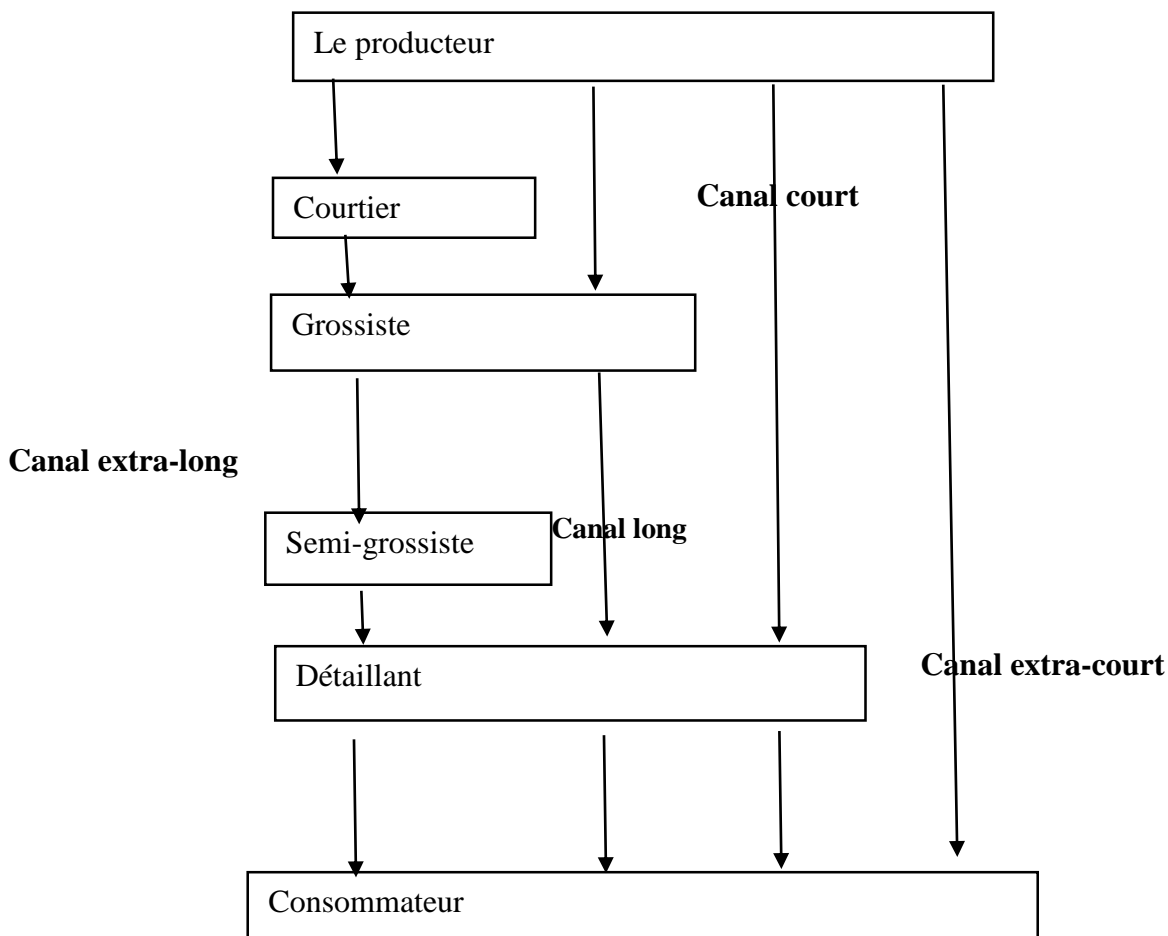 Le producteur
Courtier
Canal court
Grossiste
Canal extra-long
Semi-grossiste
Canal long
Détaillant
Canal extra-court
Consommateur